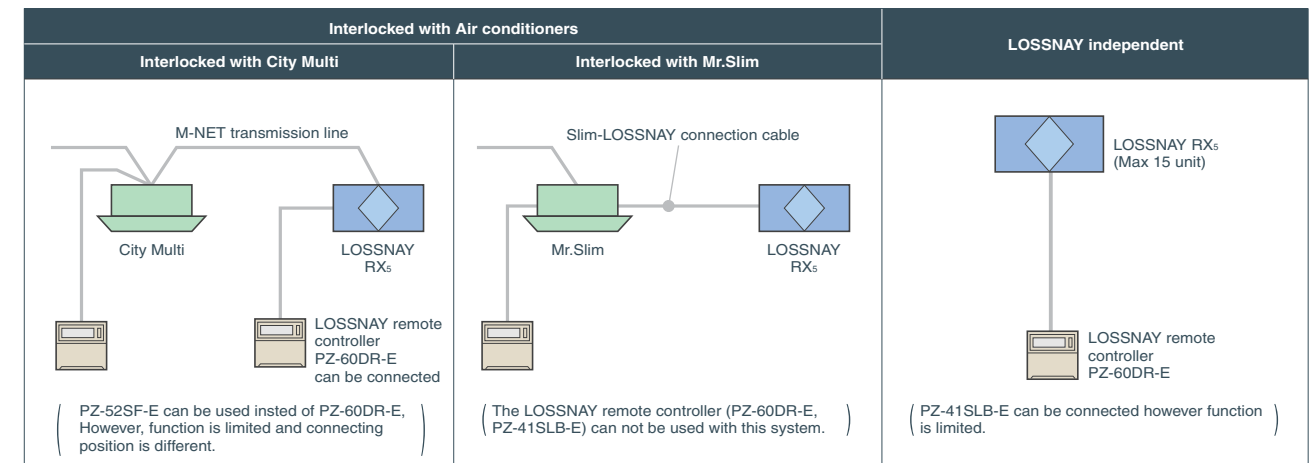 Interlocked with Air conditioners
LOSSNAY independent
Interlocked with City Multi
Interlocked with Mr.Slim
M-NET transmission line
City Multi
LOSSNAY
RX₅
LOSSNAY remote
controller
PZ-60DR-E
can be connected
( PZ-52SF-E can be used insted of PZ-60DR-E,
However, function is limited and connecting
position is different. )
Slim-LOSSNAY connection cable
Mr.Slim
LOSSNAY
RX₅
( The LOSSNAY remote controller (PZ-60DR-E,
PZ-41SLB-E) can not be used with this system. )
LOSSNAY RX₅
(Max 15 unit)
LOSSNAY remote
controller
PZ-60DR-E
( PZ-41SLB-E can be connected however function
is limited. )